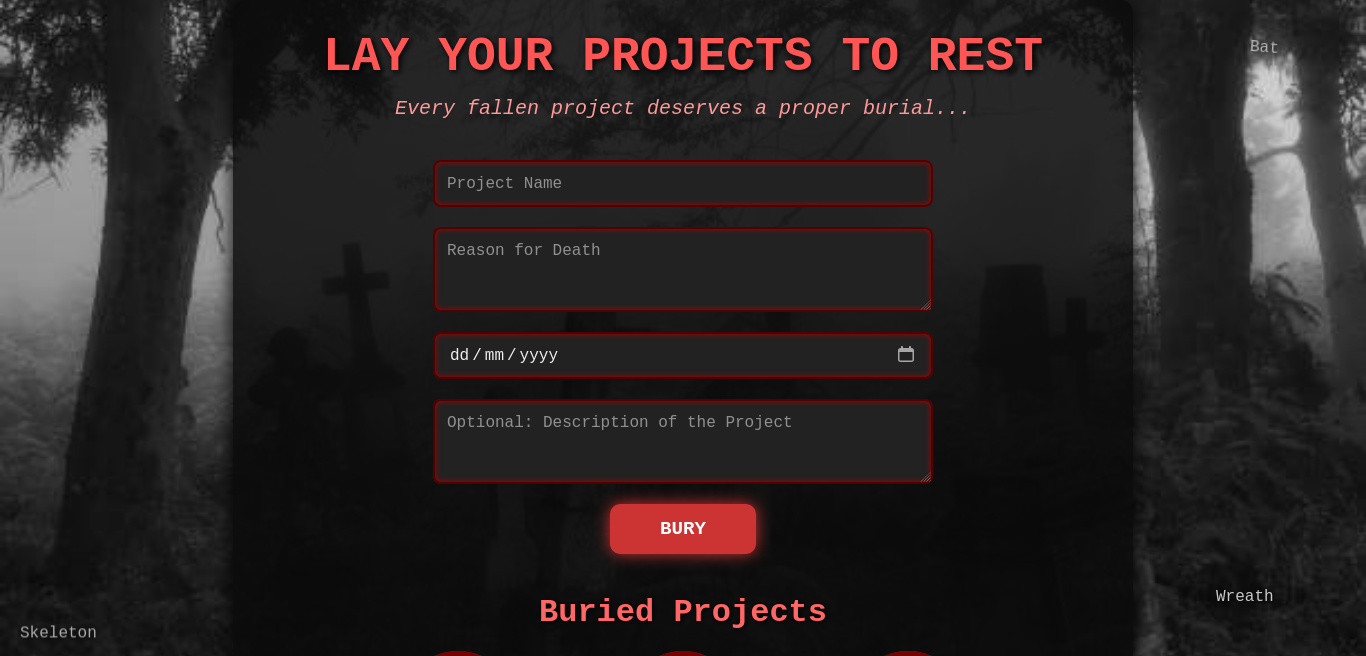 LAY YOUR PROJECTS TO REST
Bat
Every fallen project deserves a proper burial...
Project Name
Reason for Death
dd/mm/yyyy
Optional: Description of the Project
BURY
Wreath
Buried Projects
Skeleton